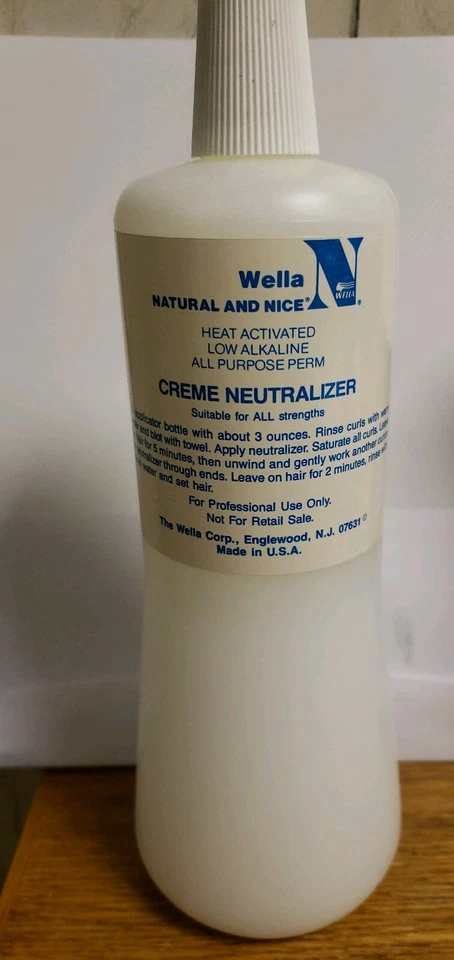 N
Wella
WELLA
NATURAL AND NICE®
®
HEAT ACTIVATED
LOW ALKALINE
ALL PURPOSE PERM
CREME NEUTRALIZER
Suitable for ALL strengths
bottle with about 3 ounces. Rinse curls with
and blot with towel. Apply neutralizer. Saturate all curls.
for 5 minutes, then unwind and gently work another
through ends. Leave on hair for 2 minutes, rinse
water and set hair.
For Professional Use Only.
Not For Retail Sale.
The Wella Corp., Englewood, N.J. 07631 ©
Made in U.S.A.